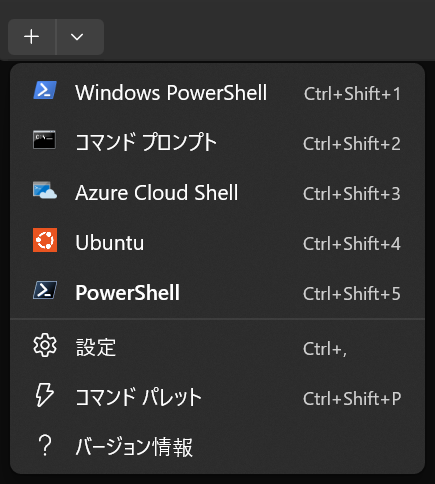 Windows PowerShell Ctrl+Shift+1
コマンド プロンプト Ctrl+Shift+2
Azure Cloud Shell Ctrl+Shift+3
Ubuntu Ctrl+Shift+4
PowerShell Ctrl+Shift+5
設定 Ctrl+,
コマンド パレット Ctrl+Shift+P
バージョン情報